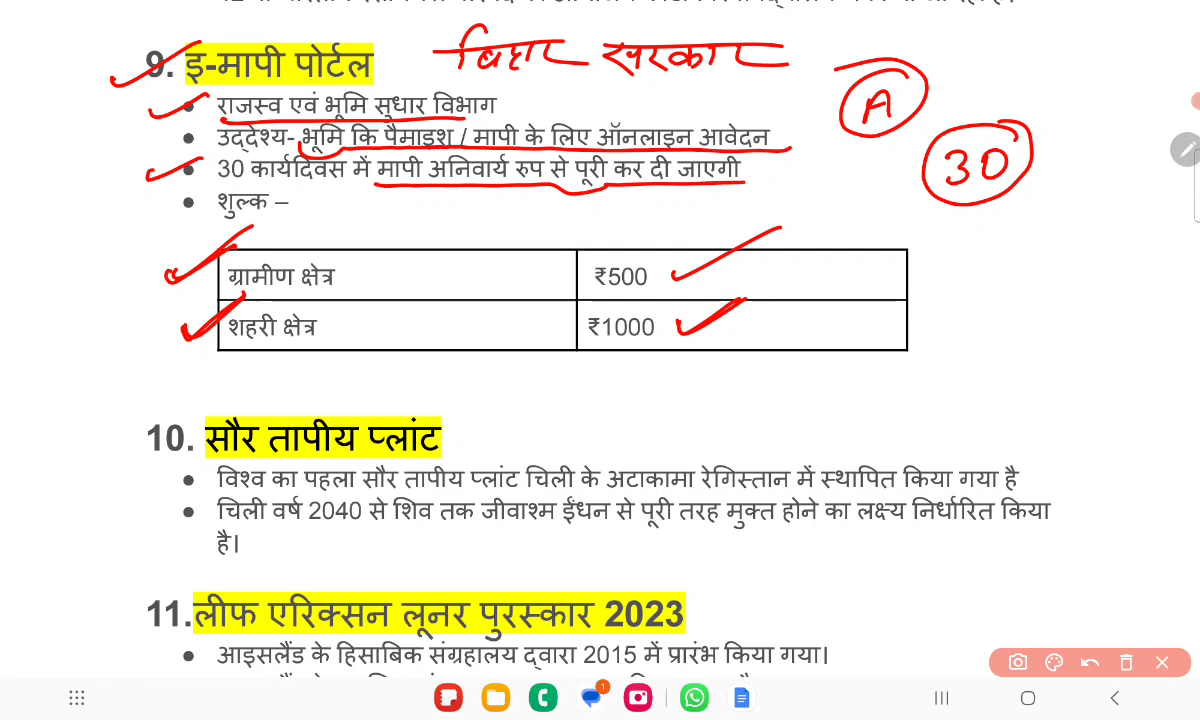 9. इ-मापी पोर्टल बिहार सरकार
A
• राजस्व एवं भूमि सुधार विभाग
• उद्देश्य- भूमि कि पैमाइश / मापी के लिए ऑनलाइन आवेदन
30
• 30 कार्यदिवस में मापी अनिवार्य रुप से पूरी कर दी जाएगी
• शुल्क –
ग्रामीण क्षेत्र ₹500
शहरी क्षेत्र ₹1000
10. सौर तापीय प्लांट
• विश्व का पहला सौर तापीय प्लांट चिली के अटाकामा रेगिस्तान में स्थापित किया गया है
• चिली वर्ष 2040 से शिव तक जीवाश्म ईंधन से पूरी तरह मुक्त होने का लक्ष्य निर्धारित किया
है।
11.लीफ एरिक्सन लूनर पुरस्कार 2023
• आइसलैंड के हिसाबिक संग्रहालय द्वारा 2015 में प्रारंभ किया गया।
1